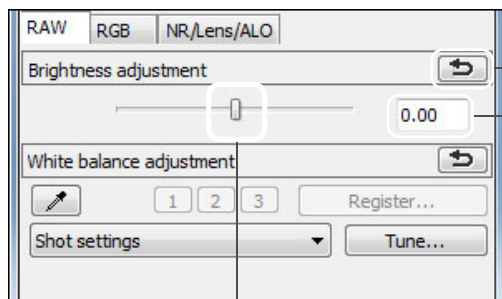 RAW RGB NR/Lens/ALO
Brightness adjustment
0.00
White balance adjustment
1 2 3 Register...
Shot settings Tune...